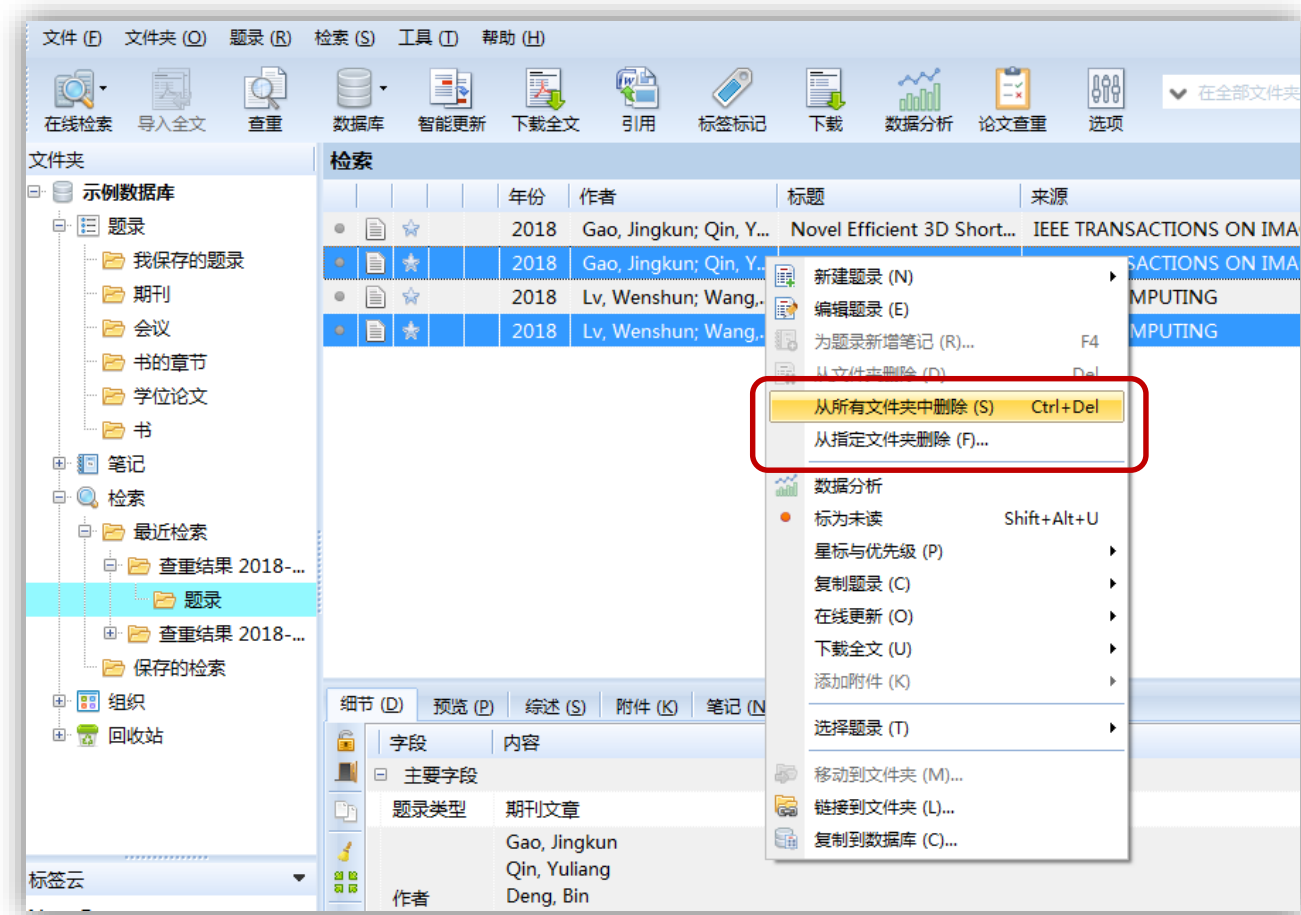 文件 (F) 文件夹 (O) 题录 (R) 检索 (S) 工具 (T) 帮助 (H)
在线检索 导入全文 查重 数据库 智能更新 下载全文 引用 标签标记 下载 数据分析 论文查重 选项 在全部文件夹
文件夹
示例数据库
题录
我保存的题录
期刊
会议
书的章节
学位论文
书
笔记
检索
最近检索
查重结果 2018-...
题录
查重结果 2018-...
保存的检索
组织
回收站
标签云
检索
年份 作者 标题 来源
2018 Gao, Jingkun; Qin, Y... Novel Efficient 3D Short... IEEE TRANSACTIONS ON IMA
2018 Gao, Jingkun; Qin, Y... SACTIONS ON IMA
2018 Lv, Wenshun; Wang,.. MPUTING
2018 Lv, Wenshun; Wang,.. MPUTING
新建题录 (N)
编辑题录 (E)
为题录新增笔记 (R)... F4
从文件夹删除 (D) Del
从所有文件夹中删除 (S) Ctrl+Del
从指定文件夹删除 (F)...
数据分析
标为未读 Shift+Alt+U
星标与优先级 (P)
复制题录 (C)
在线更新 (O)
下载全文 (U)
添加附件 (K)
选择题录 (T)
移动到文件夹 (M)...
链接到文件夹 (L)...
复制到数据库 (C)...
细节 (D) 预览 (P) 综述 (S) 附件 (K) 笔记 (N
字段 内容
主要字段
题录类型 期刊文章
Gao, Jingkun
Qin, Yuliang
作者 Deng, Bin